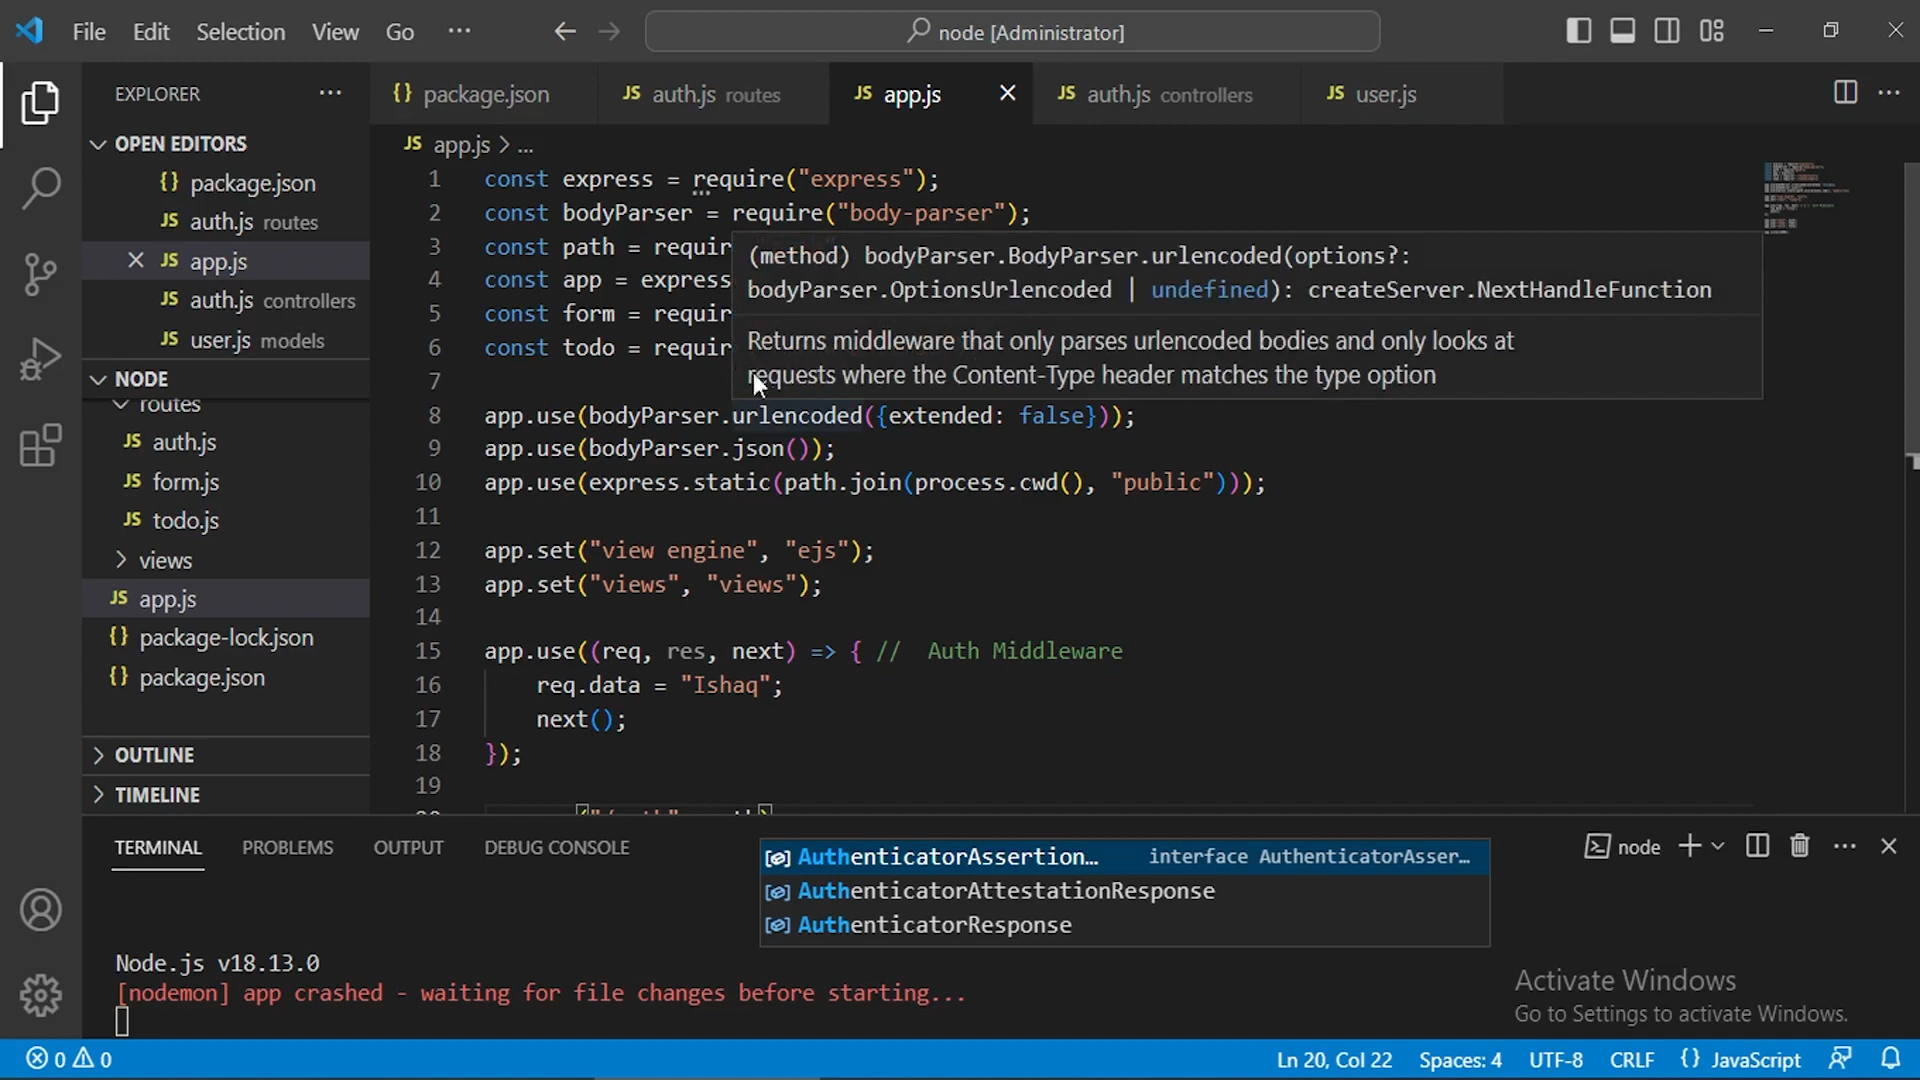 File Edit Selection View Go ...
node [Administrator]
EXPLORER ...
OPEN EDITORS
{} package.json
JS auth.js routes
JS app.js
JS auth.js controllers
JS user.js models
NODE
routes
JS auth.js
JS form.js
JS todo.js
views
JS app.js
{} package-lock.json
{} package.json
OUTLINE
TIMELINE
{} package.json
JS auth.js routes
JS app.js
JS auth.js controllers
JS user.js
JS app.js > ...
1 const express = require("express");
2 const bodyParser = require("body-parser");
3 const path = requir
4 const app = express
5 const form = requir
6 const todo = requir
(method) bodyParser.BodyParser.urlencoded(options?:
bodyParser.OptionsUrlencoded | undefined): createServer.NextHandleFunction
Returns middleware that only parses urlencoded bodies and only looks at
requests where the Content-Type header matches the type option
7
8 app.use(bodyParser.urlencoded({extended: false}));
9 app.use(bodyParser.json());
10 app.use(express.static(path.join(process.cwd(), "public")));
11
12 app.set("view engine", "ejs");
13 app.set("views", "views");
14
15 app.use((req, res, next) => { //  Auth Middleware
16 req.data = "Ishaq";
17 next();
18 });
19
TERMINAL PROBLEMS OUTPUT DEBUG CONSOLE
node
AuthenticatorAssertion... interface AuthenticatorAsser...
AuthenticatorAttestationResponse
AuthenticatorResponse
Node.js v18.13.0
[nodemon] app crashed - waiting for file changes before starting...
Activate Windows
Go to Settings to activate Windows.
0 0
Ln 20, Col 22 Spaces: 4 UTF-8 CRLF {} JavaScript